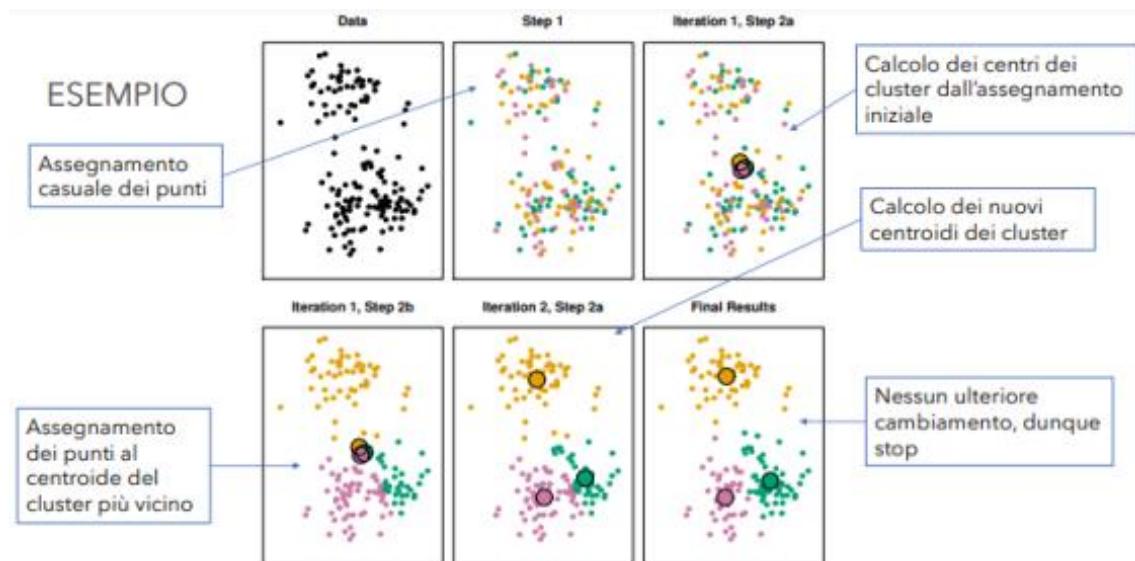 Data
Step 1
Iteration 1, Step 2a
ESEMPIO
Assegnamento
casuale dei punti
Calcolo dei centri dei
cluster dall'assegnamento
iniziale
Calcolo dei nuovi
centroidi dei cluster
Iteration 1, Step 2b
Iteration 2, Step 2a
Final Results
Assegnamento
dei punti al
centroide del
cluster più vicino
Nessun ulteriore
cambiamento, dunque
stop